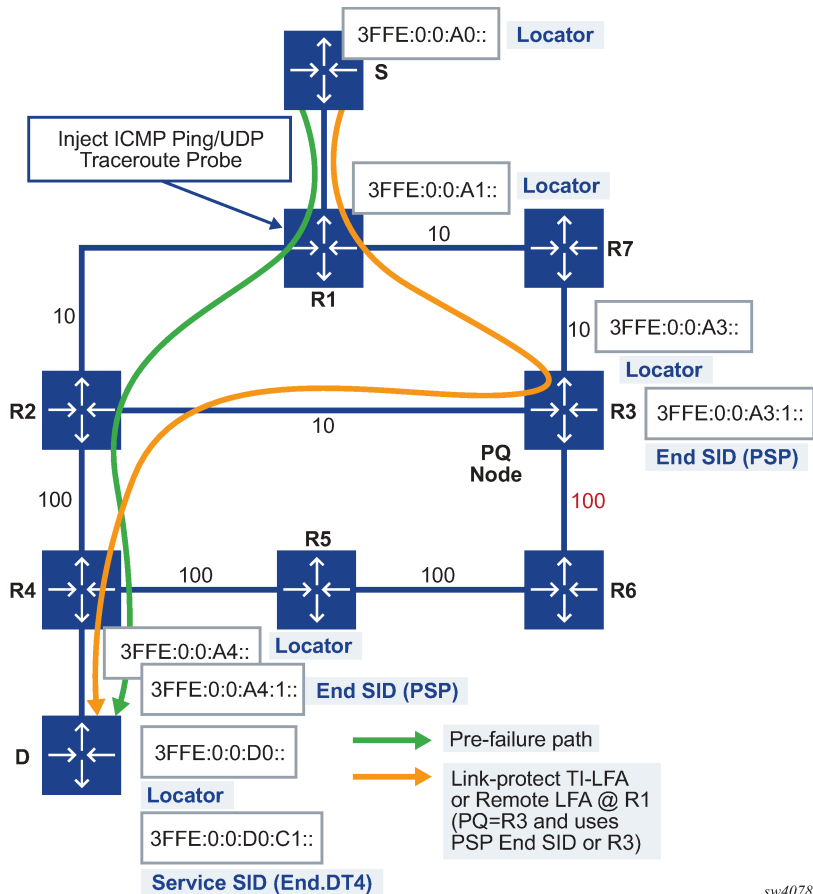 3FFE:0:0:A0::
Locator
S
Inject ICMP Ping/UDP
Traceroute Probe
3FFE:0:0:A1::
Locator
10
R7
R1
10
10
3FFE:0:0:A3::
Locator
R2
R3
3FFE:0:0:A3:1::
10
PQ
Node
End SID (PSP)
100
100
R5
R4
100
100
R6
3FFE:0:0:A4::
Locator
3FFE:0:0:A4:1::
End SID (PSP)
D
3FFE:0:0:D0::
Locator
3FFE:0:0:D0:C1::
Service SID (End.DT4)
Pre-failure path
Link-protect TI-LFA
or Remote LFA @ R1
(PQ=R3 and uses
PSP End SID or R3)
sw4078